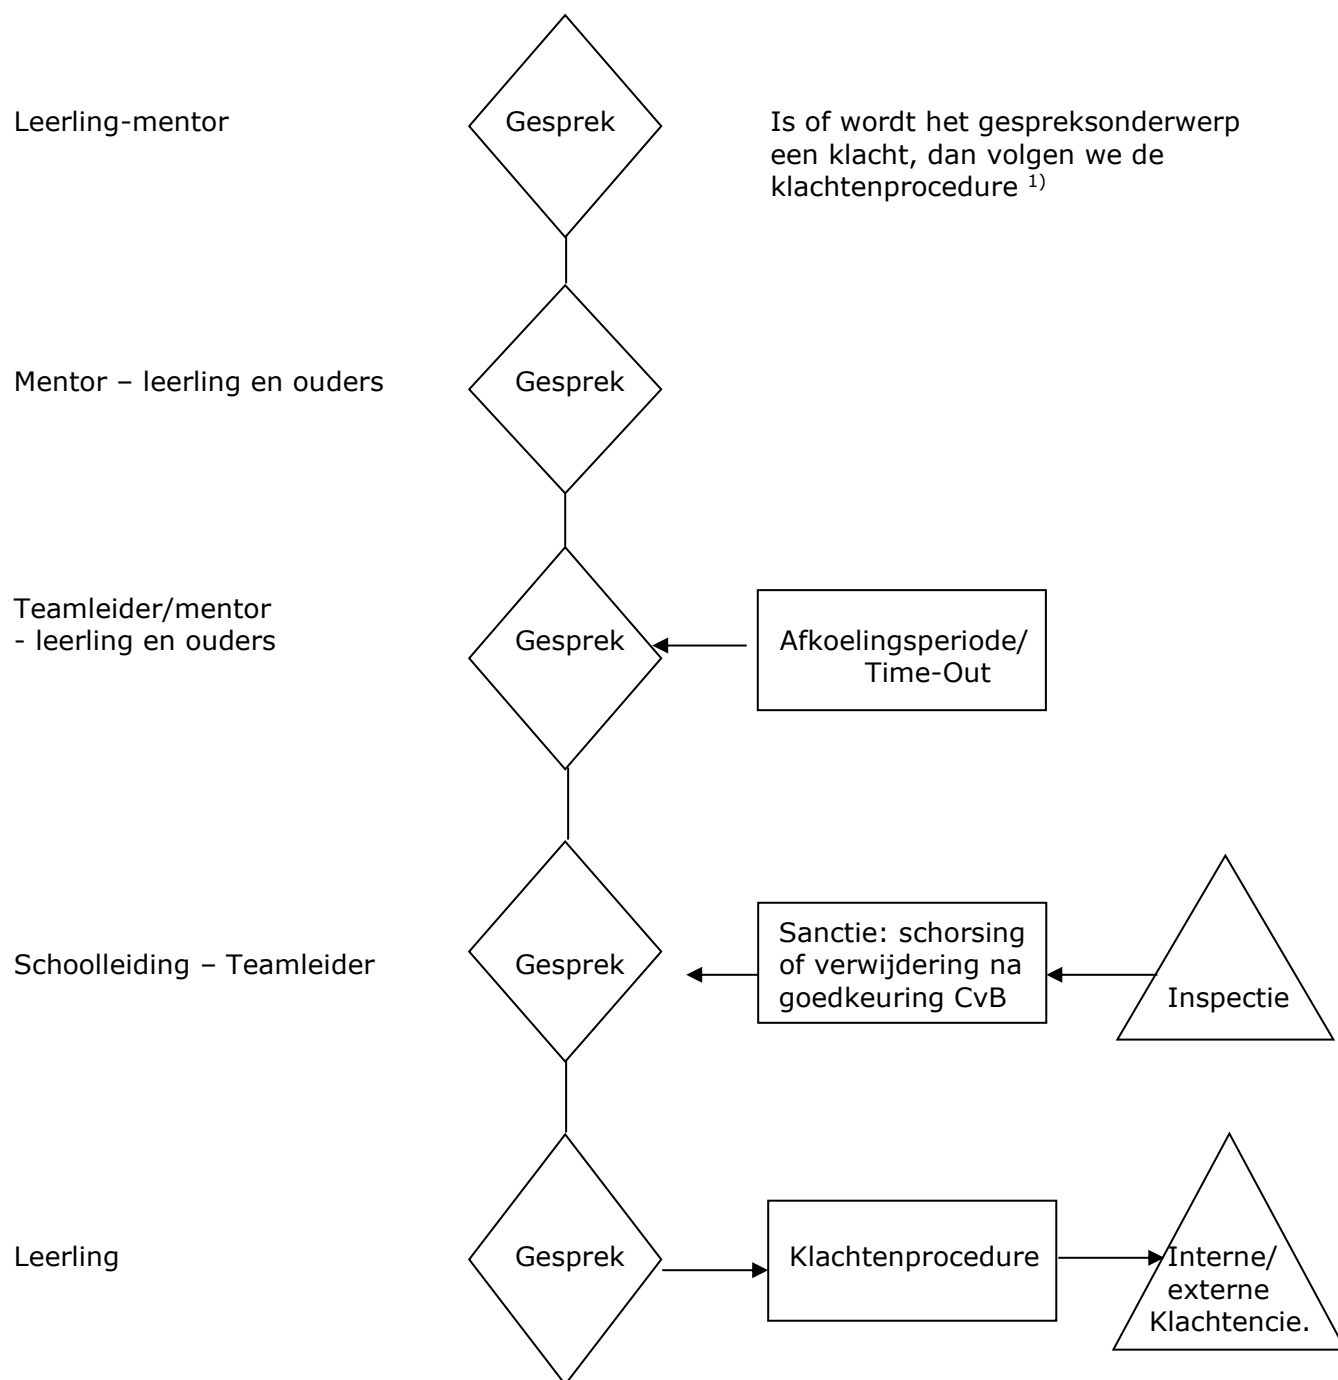 Leerling-mentor
Gesprek
Is of wordt het gespreksonderwerp
een klacht, dan volgen we de
klachtenprocedure 1)
Mentor – leerling en ouders
Gesprek
Teamleider/mentor
- leerling en ouders
Gesprek
Afkoelingsperiode/
Time-Out
Schoolleiding – Teamleider
Gesprek
Sanctie: schorsing
of verwijdering na
goedkeuring CvB
Inspectie
Leerling
Gesprek
Klachtenprocedure
Interne/
externe
Klachtencie.